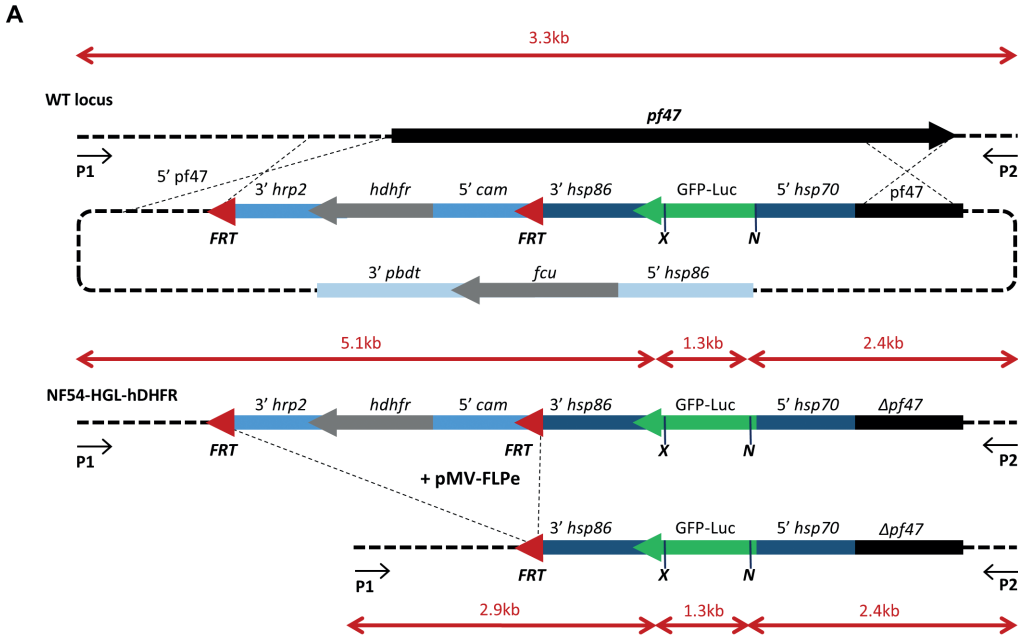 A
3.3kb
WT locus
pf47
P1
P2
5’ pf47
3’ hrp2
hdhfr
5’ cam
3’ hsp86
GFP-Luc
5’ hsp70
pf47
FRT
FRT
X
N
3’ pbdt
fcu
5’ hsp86
5.1kb
1.3kb
2.4kb
NF54-HGL-hDHFR
3’ hrp2
hdhfr
5’ cam
3’ hsp86
GFP-Luc
5’ hsp70
Δpf47
P1
FRT
FRT
X
N
P2
+ pMV-FLPe
3’ hsp86
GFP-Luc
5’ hsp70
Δpf47
P1
FRT
X
N
P2
2.9kb
1.3kb
2.4kb